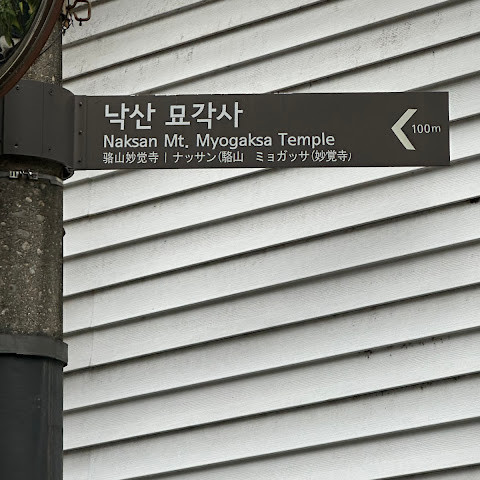 낙산 묘각사
Naksan Mt. Myogaksa Temple
骆山妙觉寺 | ナッサン(駱山 ミョガッサ(妙覚寺)
100m